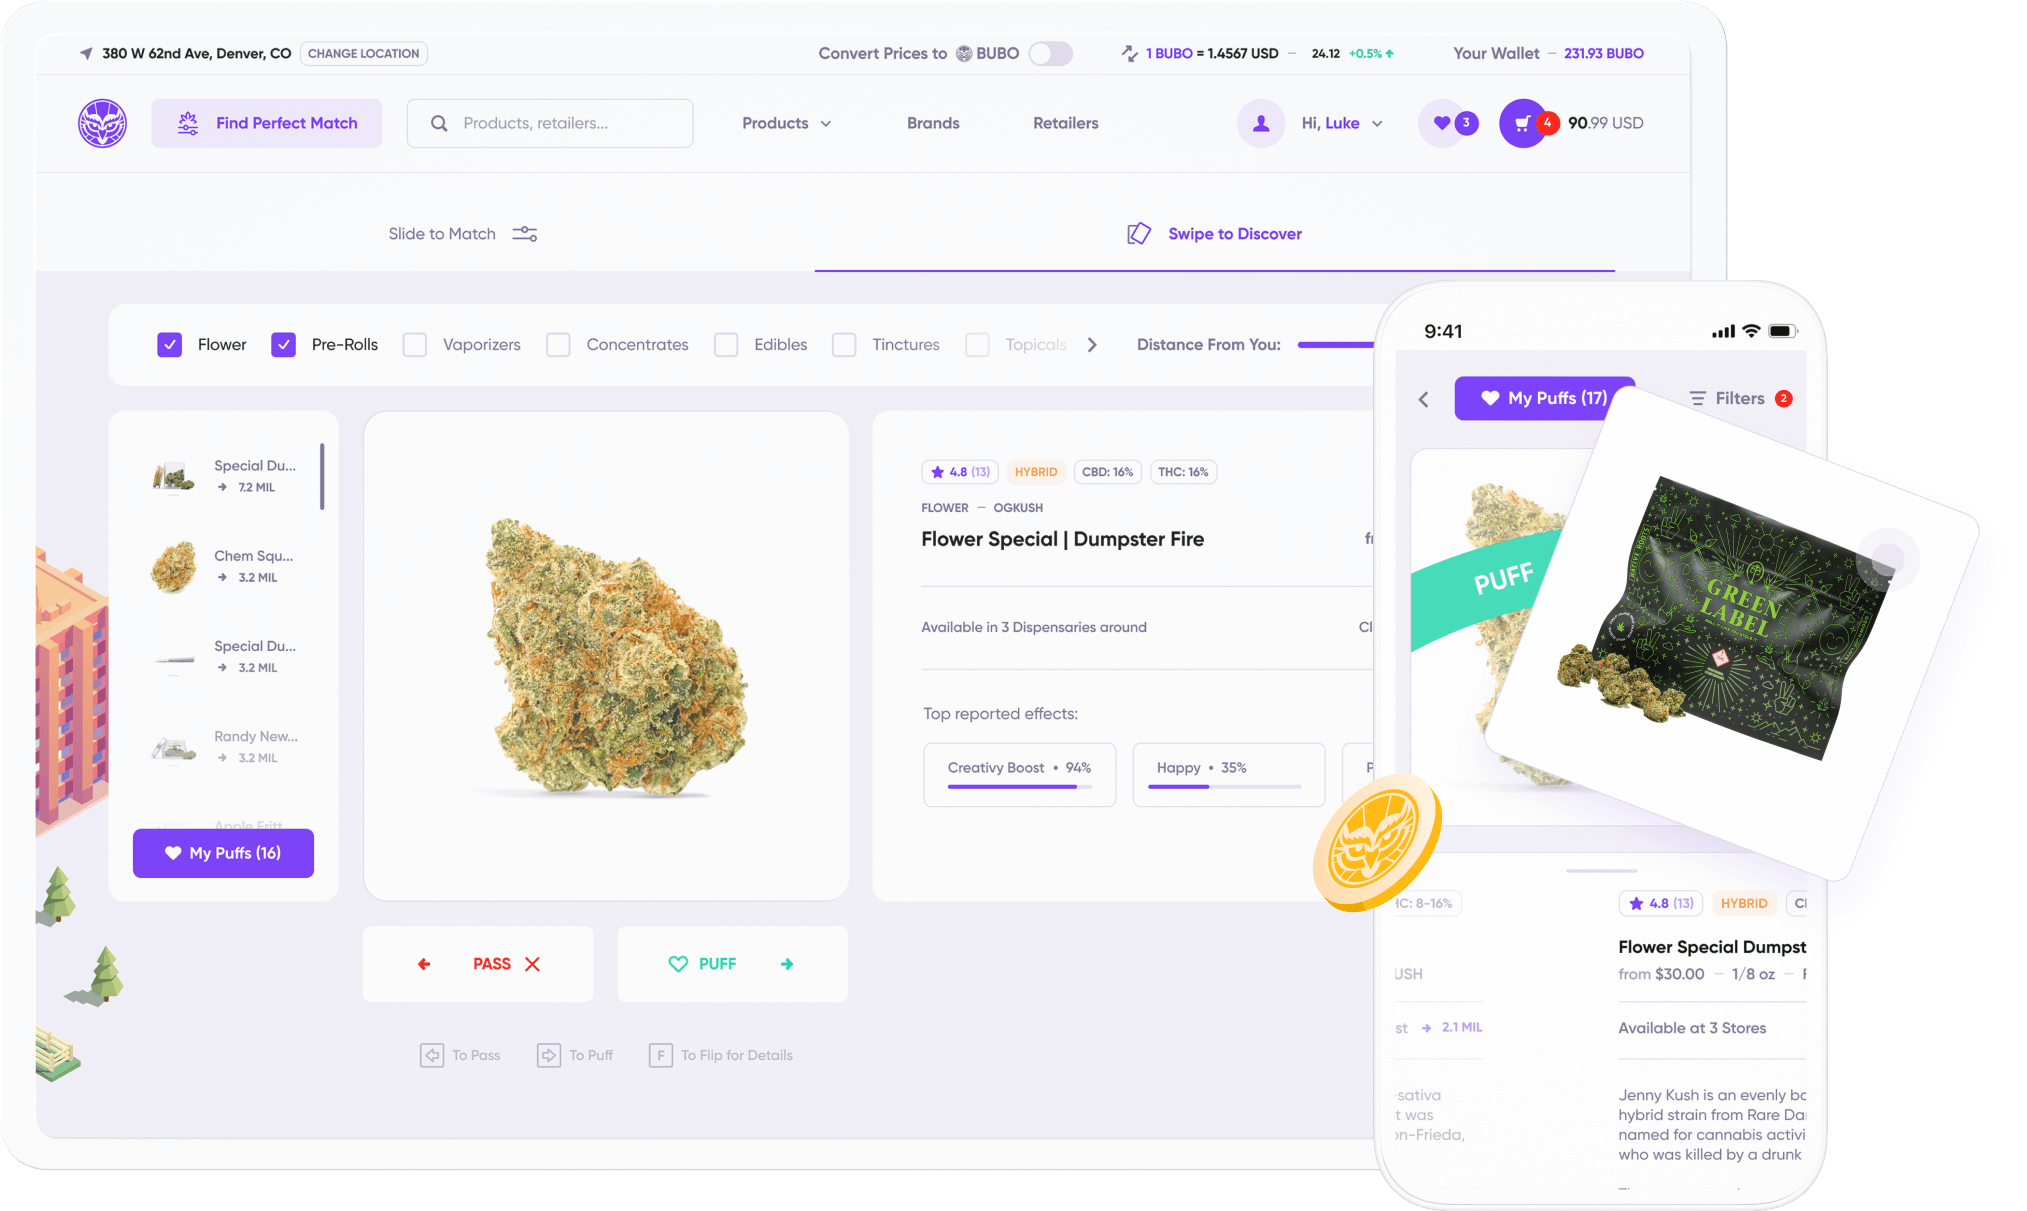 380 W 62nd Ave, Denver, CO
CHANGE LOCATION
Convert Prices to BUBO
1 BUBO = 1.4567 USD — 24.12 +0.5%
Your Wallet — 231.93 BUBO
Find Perfect Match
Products, retailers...
Products
Brands
Retailers
Hi, Luke
3
4
90.99 USD
Slide to Match
Swipe to Discover
Flower
Pre-Rolls
Vaporizers
Concentrates
Edibles
Tinctures
Topicals
Distance From You:
Special Du...
7.2 MIL
Chem Squ...
3.2 MIL
Special Du...
3.2 MIL
Randy New...
3.2 MIL
Apple Fritt
My Puffs (16)
4.8 (13)
HYBRID
CBD: 16%
THC: 16%
FLOWER — OGKUSH
Flower Special | Dumpster Fire
fr
Available in 3 Dispensaries around
Cl
Top reported effects:
Creativy Boost • 94%
Happy • 35%
PASS
PUFF
To Pass
To Puff
F
To Flip for Details
9:41
My Puffs (17)
Filters
2
PUFF
GREEN
LABEL
HC: 8-16%
4.8 (13)
HYBRID
Flower Special Dumpst
USH
from $30.00 — 1/8 oz —
st 2.1 MIL
Available at 3 Stores
-sativa
t was
on-Frieda,
Jenny Kush is an evenly
hybrid strain from Rare Da
named for cannabis activi
who was killed by a drunk